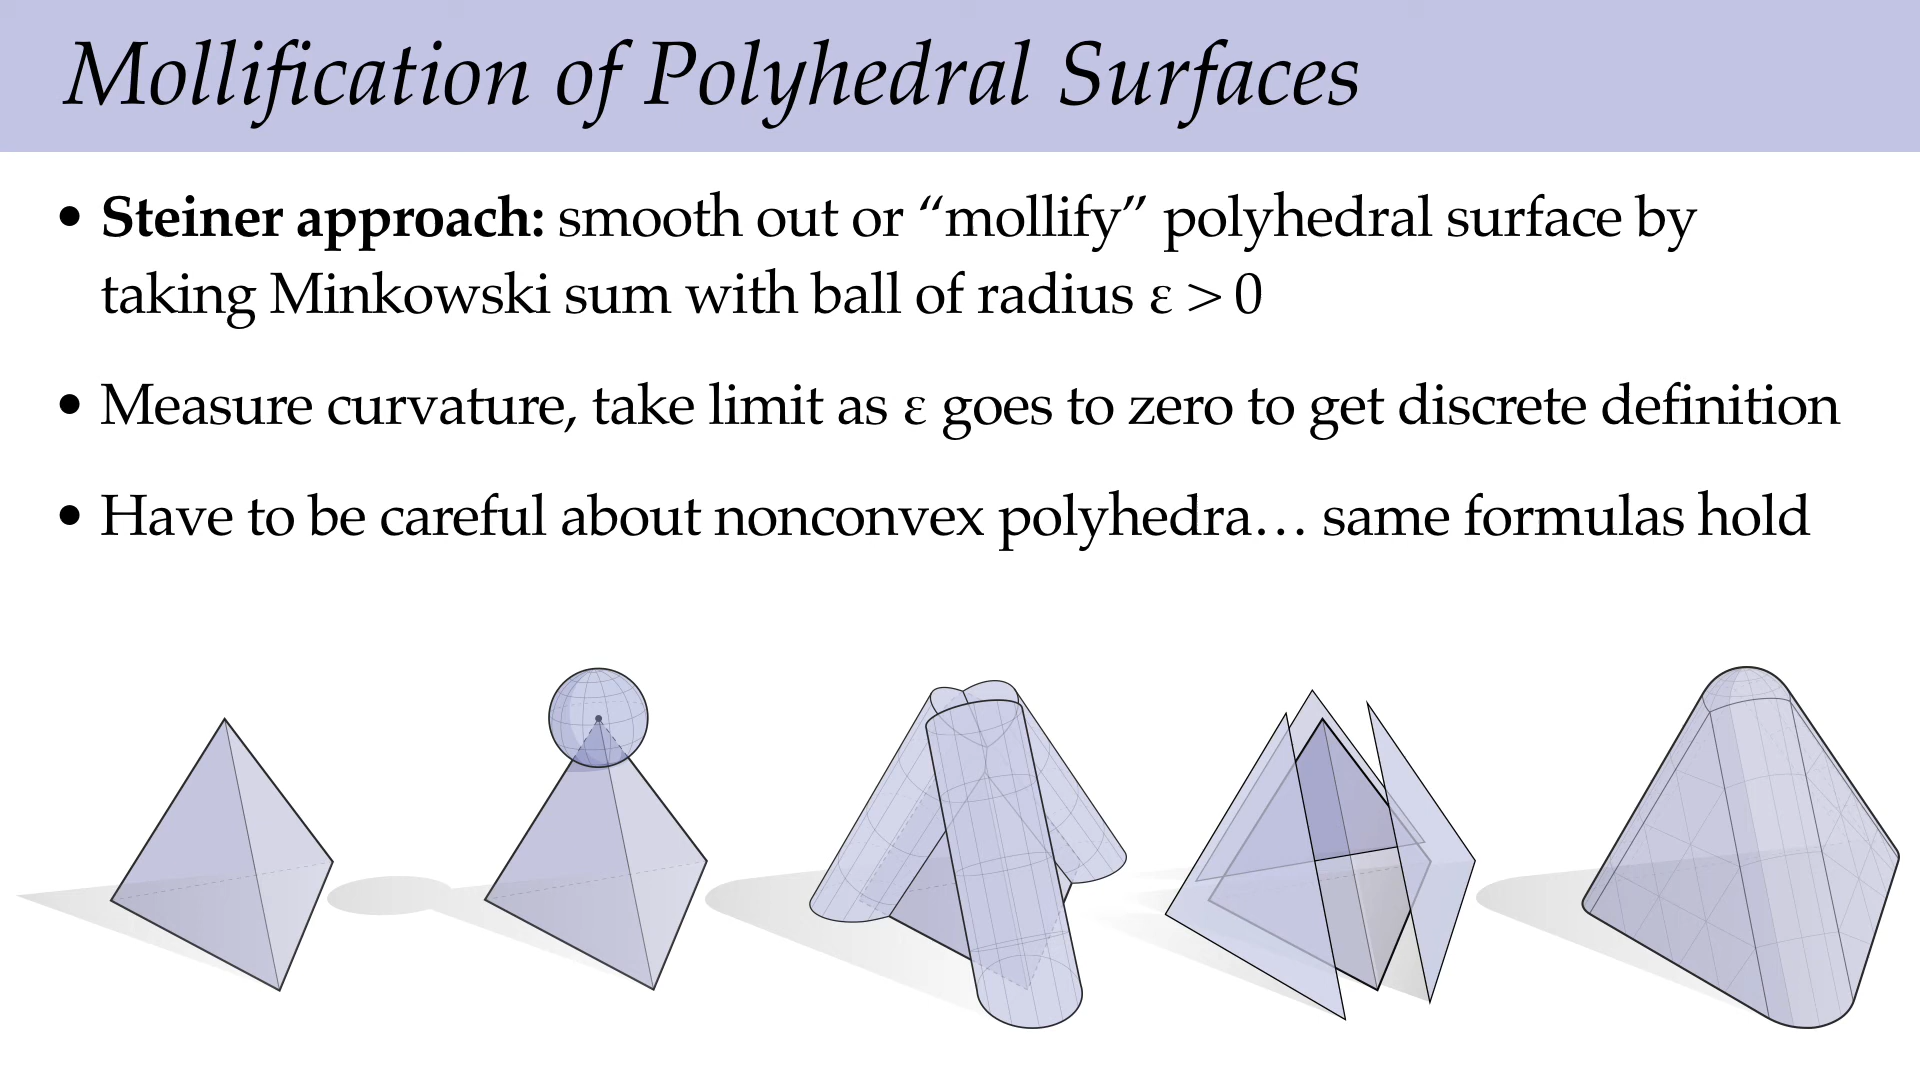 Mollification of Polyhedral Surfaces
• Steiner approach: smooth out or “mollify” polyhedral surface by
taking Minkowski sum with ball of radius ε > 0
• Measure curvature, take limit as ε goes to zero to get discrete definition
• Have to be careful about nonconvex polyhedra… same formulas hold